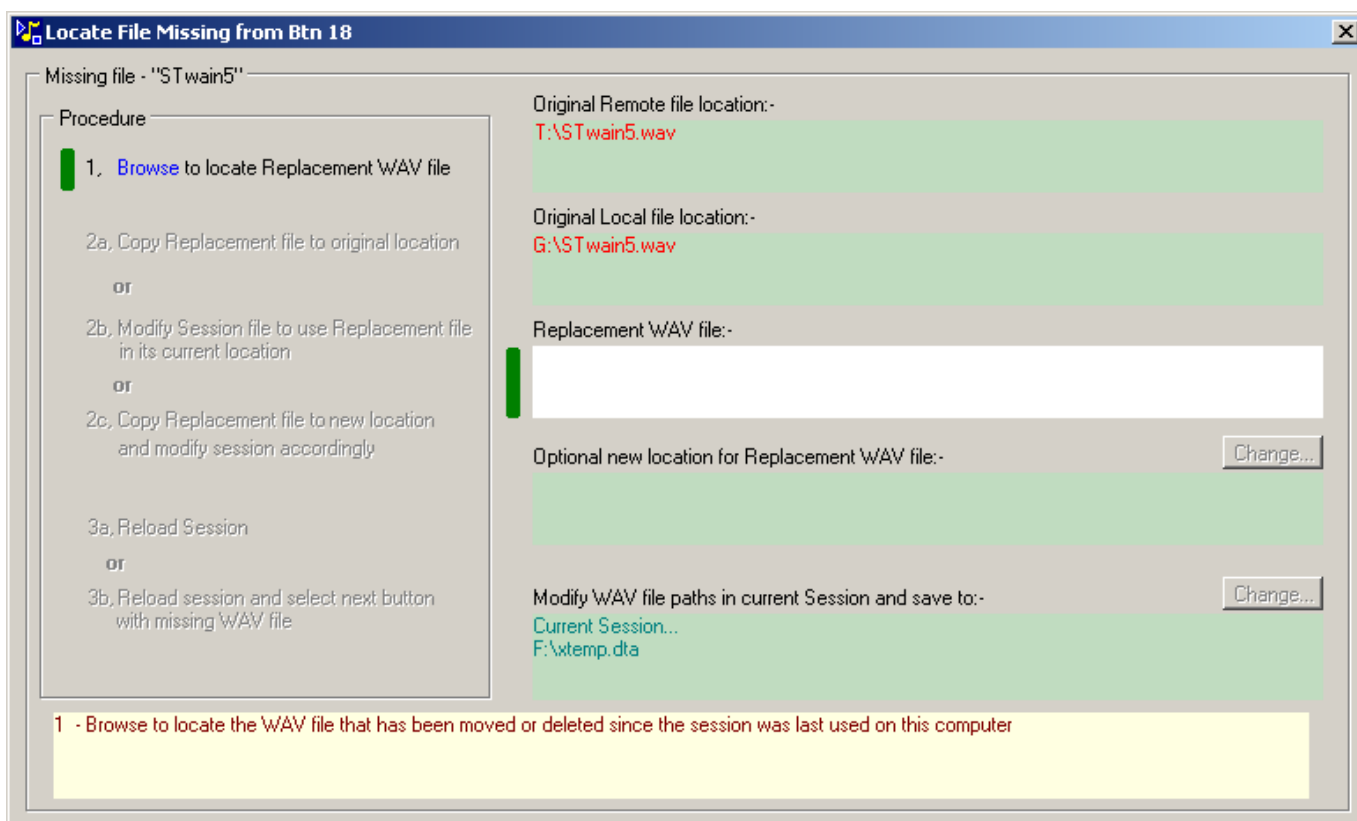 Locate File Missing from Btn 18
Missing file - "STwain5"
Procedure
1, Browse to locate Replacement WAV file
2a, Copy Replacement file to original location
or
2b, Modify Session file to use Replacement file
in its current location
or
2c, Copy Replacement file to new location
and modify session accordingly
3a, Reload Session
or
3b, Reload session and select next button
with missing WAV file
Original Remote file location:-
T:\STwain5.wav
Original Local file location:-
G:\STwain5.wav
Replacement WAV file:-
Optional new location for Replacement WAV file:-
Change...
Modify WAV file paths in current Session and save to:-
Change...
Current Session...
F:\xtemp.dta
1 - Browse to locate the WAV file that has been moved or deleted since the session was last used on this computer